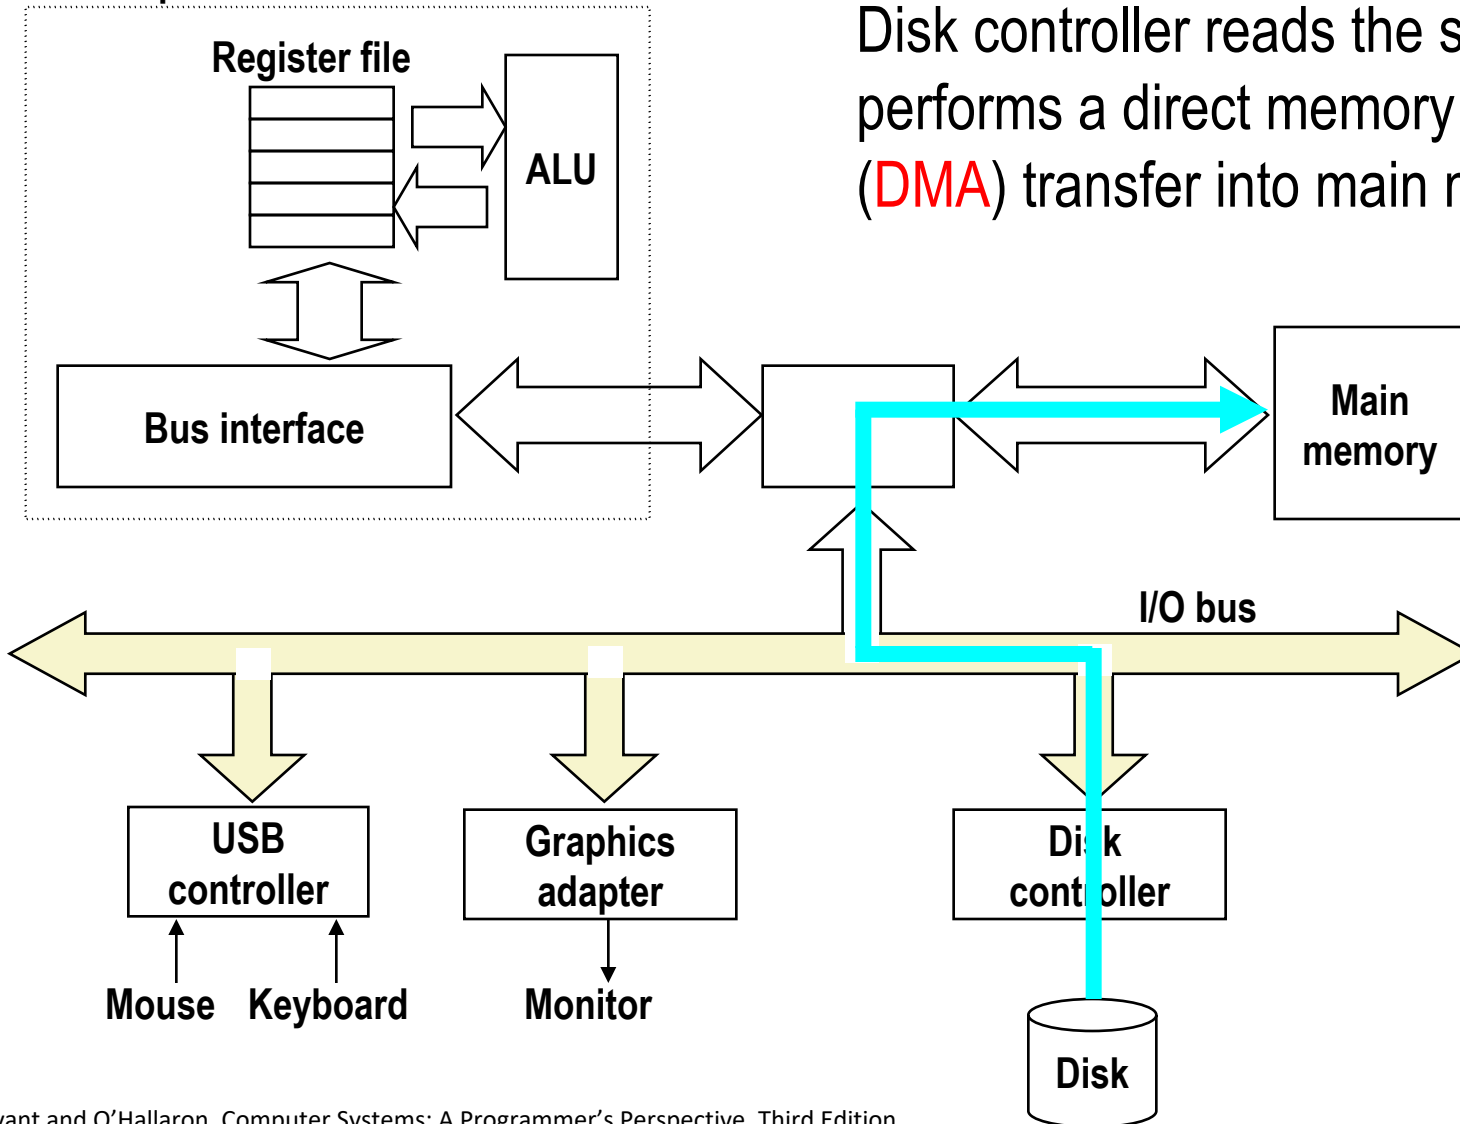 Register file
ALU
Disk controller reads the
performs a direct memory
(DMA) transfer into main
Bus interface
Main
memory
I/O bus
USB
controller
Graphics
adapter
Disk
controller
Mouse
Keyboard
Monitor
Disk
and O'Hallaron, Computer Systems: A Programmer's Perspective, Third Edition